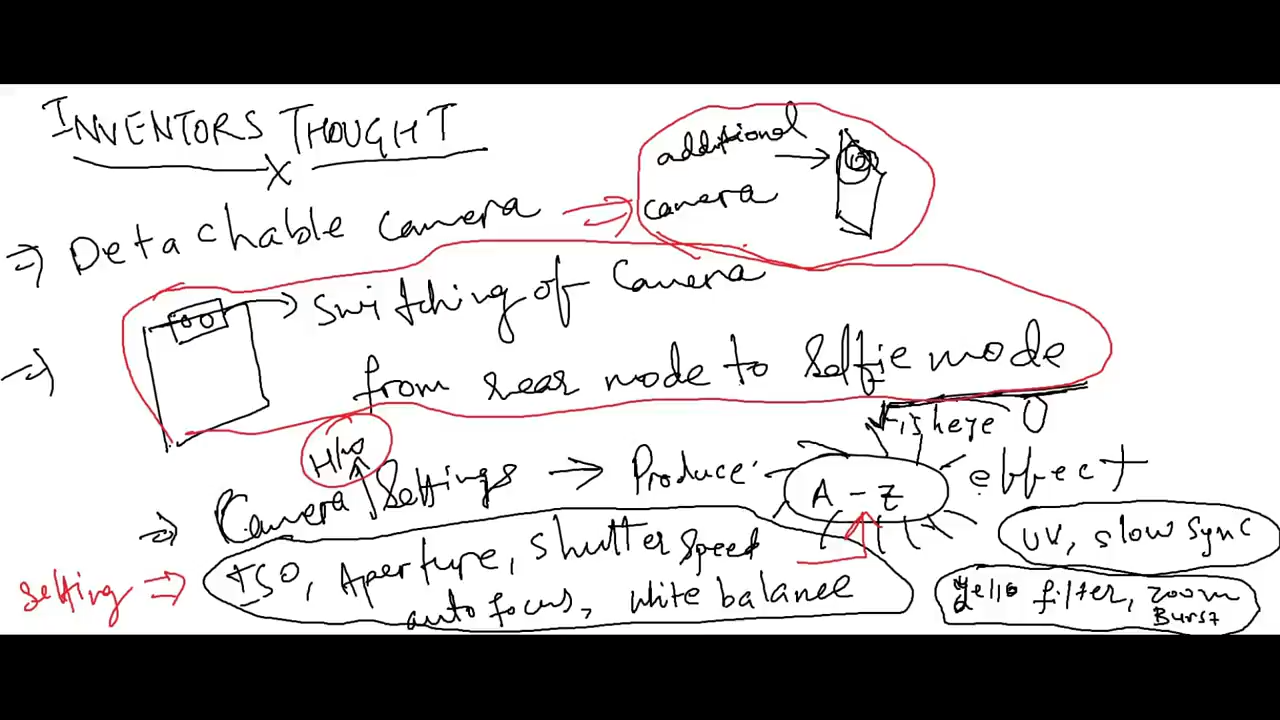 INVENTORS THOUGHT
X
additional
camera
=> Detachable Camera =>
=> Switching of Camera
from rear mode to Selfie mode
fisheye
=> Camera Settings → Produce A - Z effect
UV, slow sync
Setting => ISO, Aperture, Shutter Speed
auto focus, white balance
Yello filter, zoom
Burst